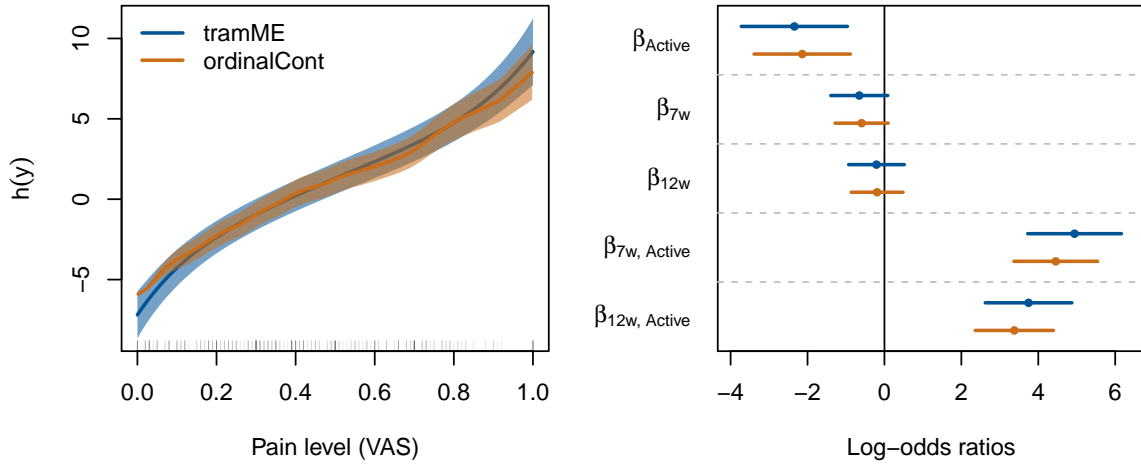 tramME
ordinalCont
h(y)
10
5
0
−5
0.0 0.2 0.4 0.6 0.8 1.0
Pain level (VAS)
βActive
β7w
β12w
β7w, Active
β12w, Active
−4 −2 0 2 4 6
Log−odds ratios